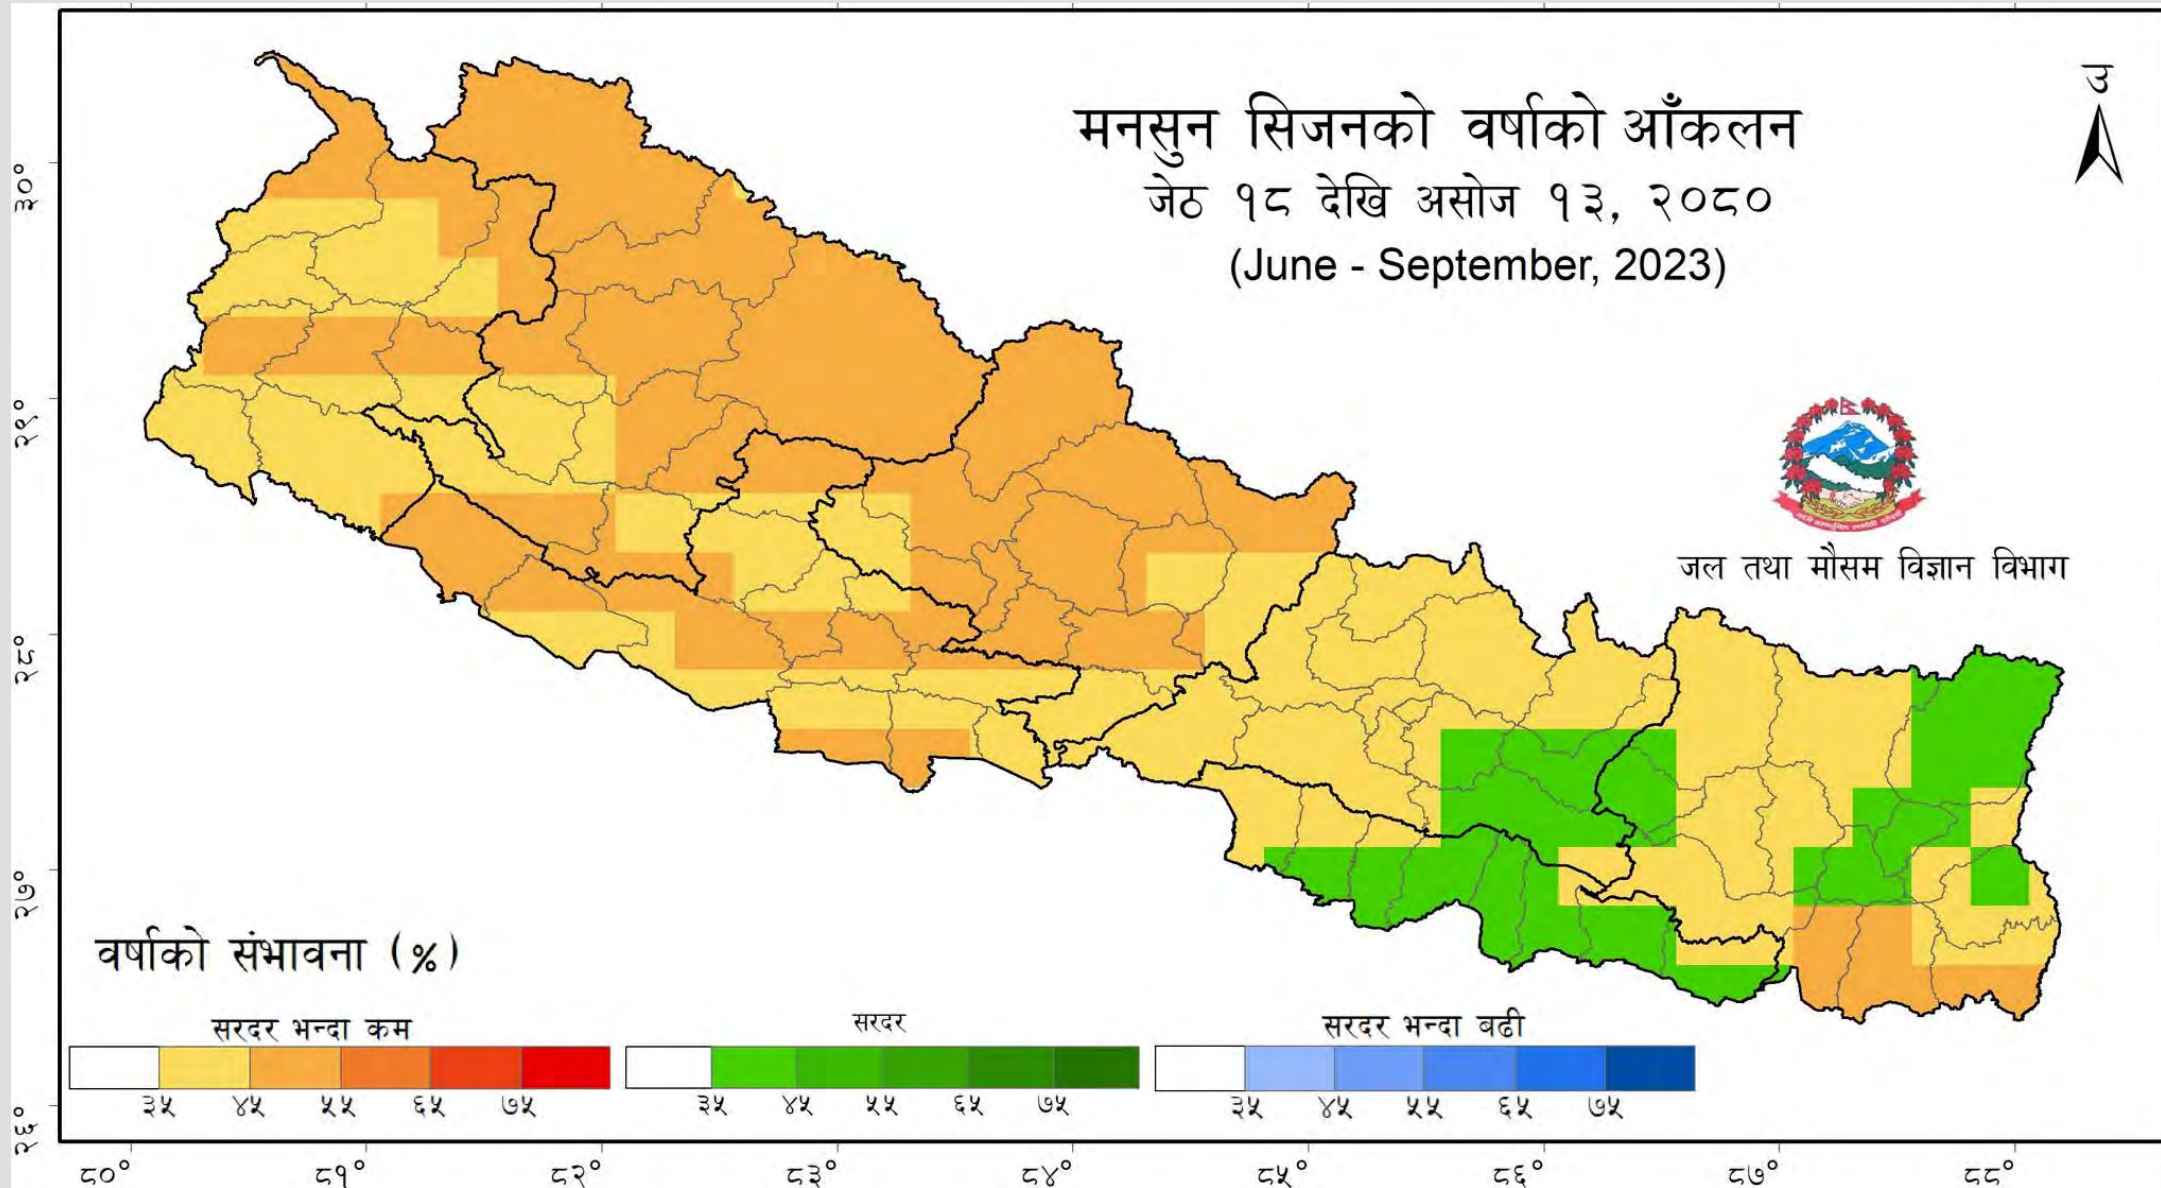 मनसुन सिजनको वर्षाको आँकलन
जेठ १८ देखि असोज १३, २०८०
(June - September, 2023)
उ
जल तथा मौसम विज्ञान विभाग
३०°
२९°
२८°
२७°
२६°
वर्षाको संभावना (%)
सरदर भन्दा कम
३५ ४५ ५५ ६५ ७५
सरदर
३५ ४५ ५५ ६५ ७५
सरदर भन्दा बढी
३५ ४५ ५५ ६५ ७५
८०° ८१° ८२° ८३° ८४° ८५° ८६° ८७° ८८°